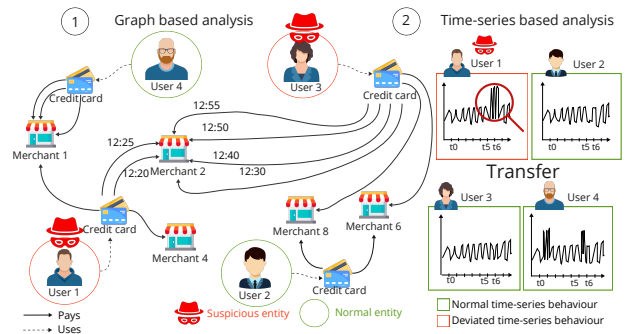 1 Graph based analysis
2 Time-series based analysis
User 4
Credit card
Merchant 1
User 3
Credit card
12:55
12:50
12:25
12:40
12:20
12:30
Merchant 2
Credit card
Merchant 4
User 1
Merchant 8
Merchant 6
User 2
Credit card
Pays
Uses
Suspicious entity
Normal entity
User 1
User 2
t0 t5 t6
t0 t5 t6
Transfer
User 3
User 4
t0 t5 t6
t0 t5 t6
Normal time-series behaviour
Deviated time-series behaviour